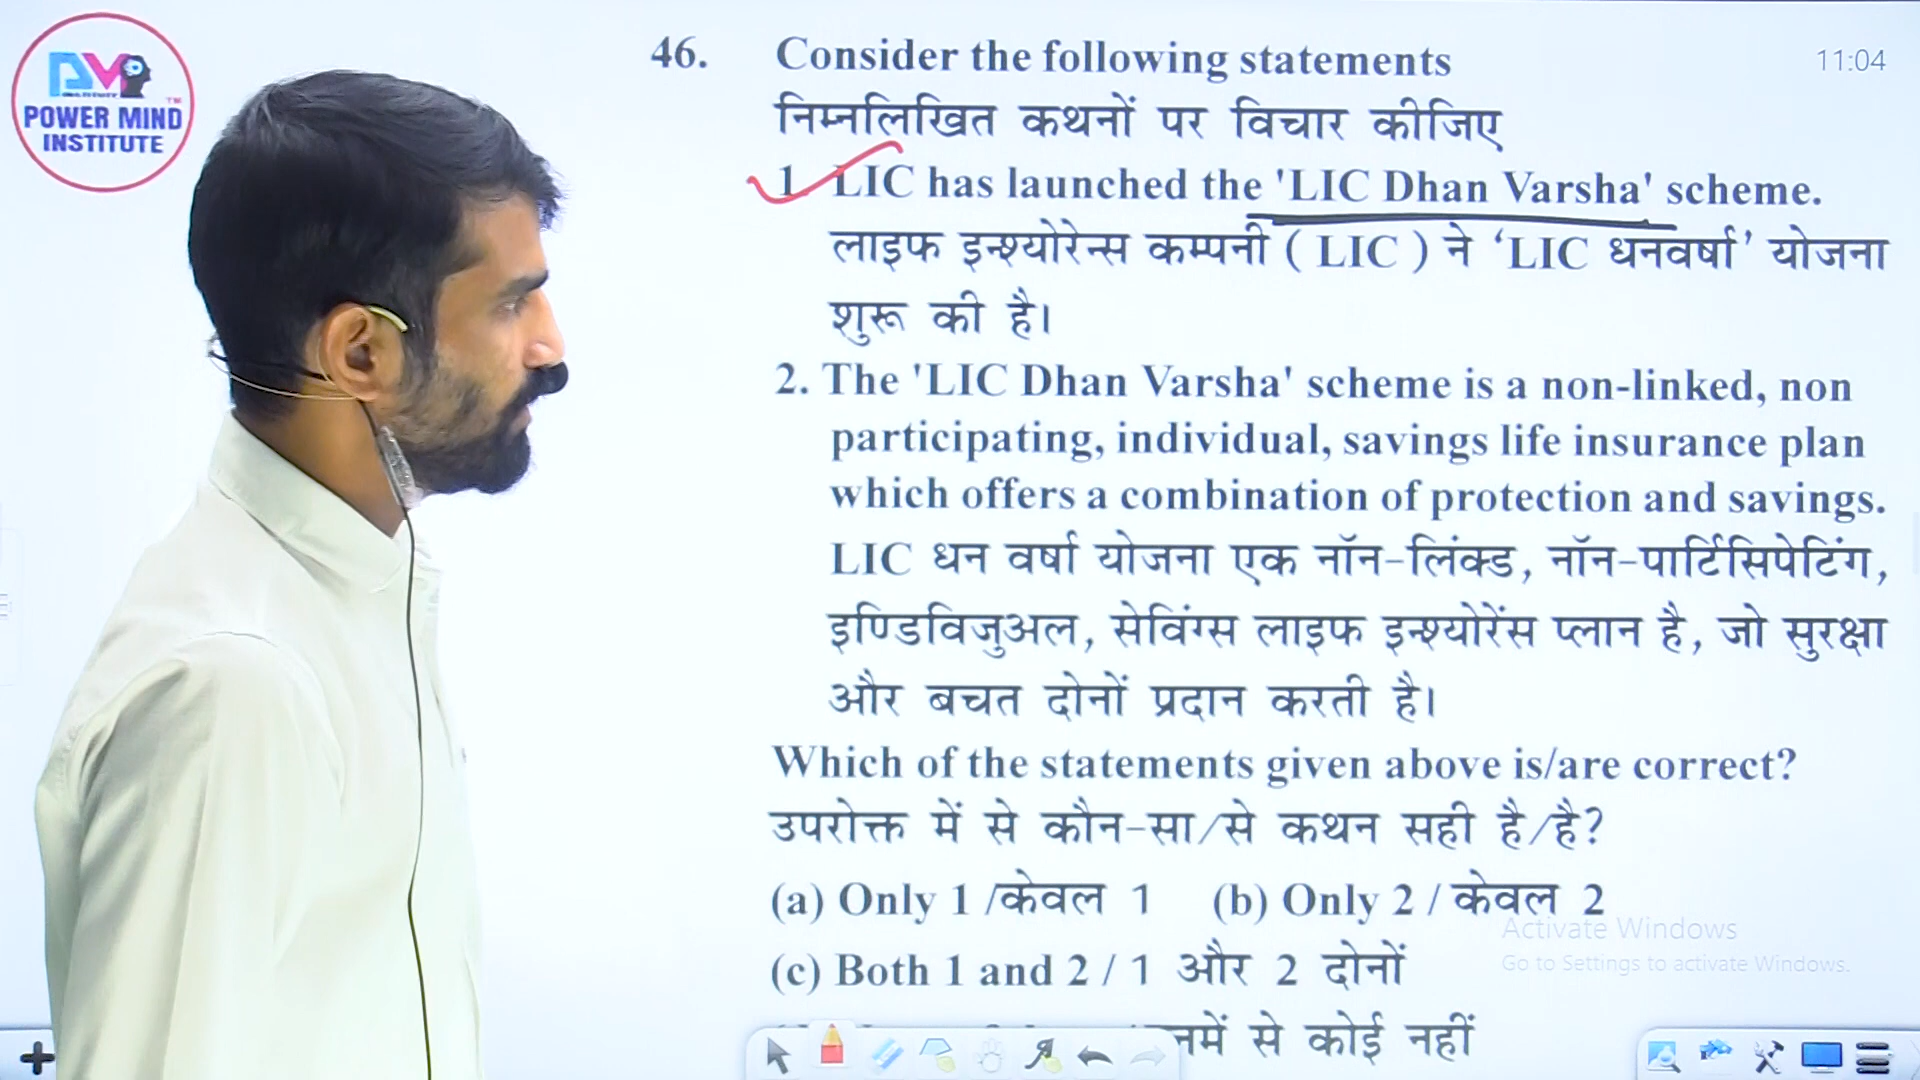 POWER MIND
INSTITUTE
TM
11:04
46. Consider the following statements
निम्नलिखित कथनों पर विचार कीजिए
1. LIC has launched the 'LIC Dhan Varsha' scheme.
लाइफ इन्श्योरेन्स कम्पनी ( LIC ) ने ‘LIC धनवर्षा’ योजना
शुरू की है।
2. The 'LIC Dhan Varsha' scheme is a non-linked, non
participating, individual, savings life insurance plan
which offers a combination of protection and savings.
LIC धन वर्षा योजना एक नॉन-लिंक्ड, नॉन-पार्टिसिपेटिंग,
इण्डिविजुअल, सेविंग्स लाइफ इन्श्योरेंस प्लान है, जो सुरक्षा
और बचत दोनों प्रदान करती है।
Which of the statements given above is/are correct?
उपरोक्त में से कौन-सा/से कथन सही है/है?
(a) Only 1 /केवल 1 (b) Only 2 / केवल 2
(c) Both 1 and 2 / 1 और 2 दोनों
से कोई नहीं
Activate Windows
Go to Settings to activate Windows.